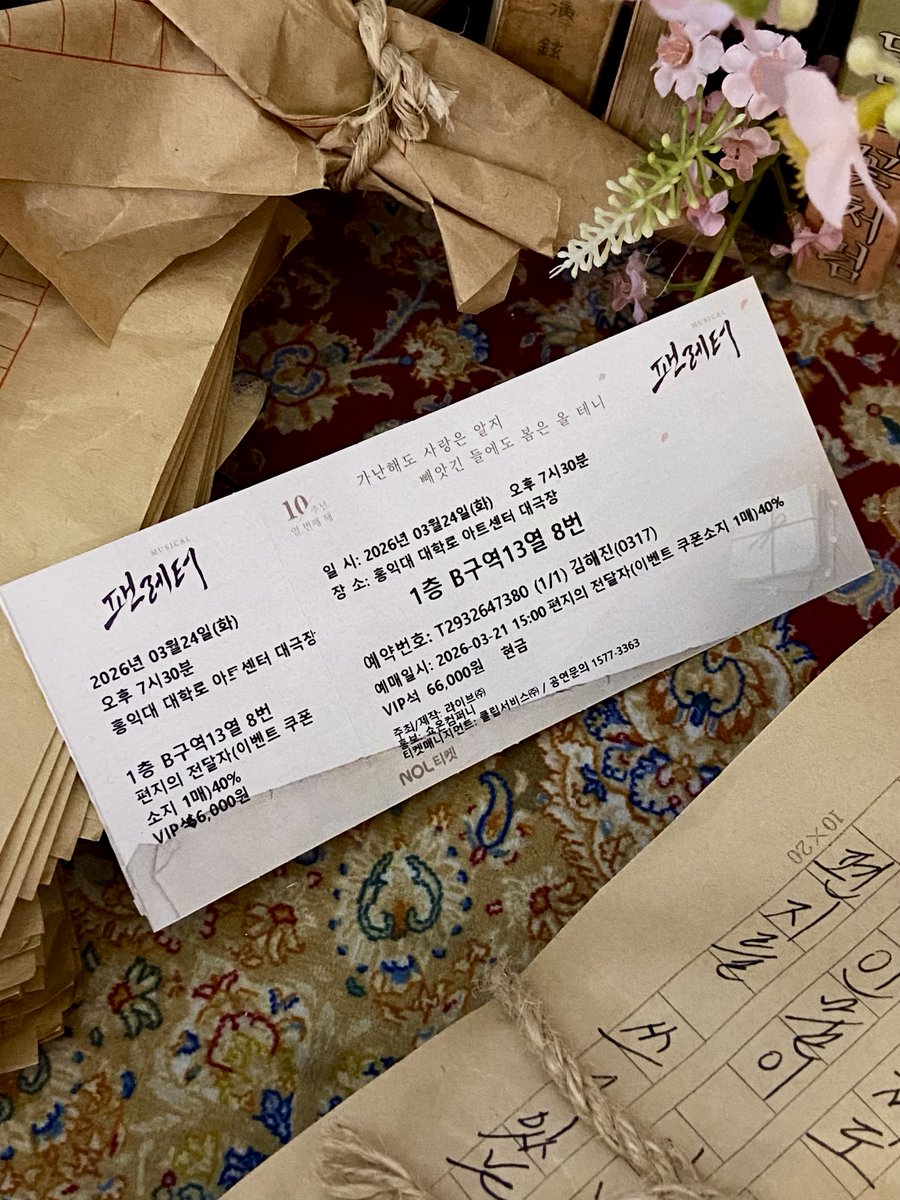 MUSICAL
팬레터
2026년 03월24일(화)
오후 7시30분
홍익대 대학로 아트센터 대극장
1층 B구역13열 8번
편지의 전달자(이벤트 쿠폰
소지 1매)40%
VIP석 66,000원
10주년
열 번째 해
가난해도 사랑은 알지
빼앗긴 들에도 봄은 올 테니
MUSICAL
팬레터
일 시: 2026년 03월24일(화) 오후 7시30분
장 소: 홍익대 대학로 아트센터 대극장
1층 B구역13열 8번
예약번호: T2932647380 (1/1) 김해진(0317)
예매일시: 2026-03-21 15:00 편지의 전달자(이벤트 쿠폰소지 1매)40%
VIP석 66,000원 현금
주최/제작: 라이브㈜
홍보: 쇼온컴퍼니
티켓매니지먼트: 클립서비스㈜ / 공연문의 1577-3363
NOL티켓
10×20